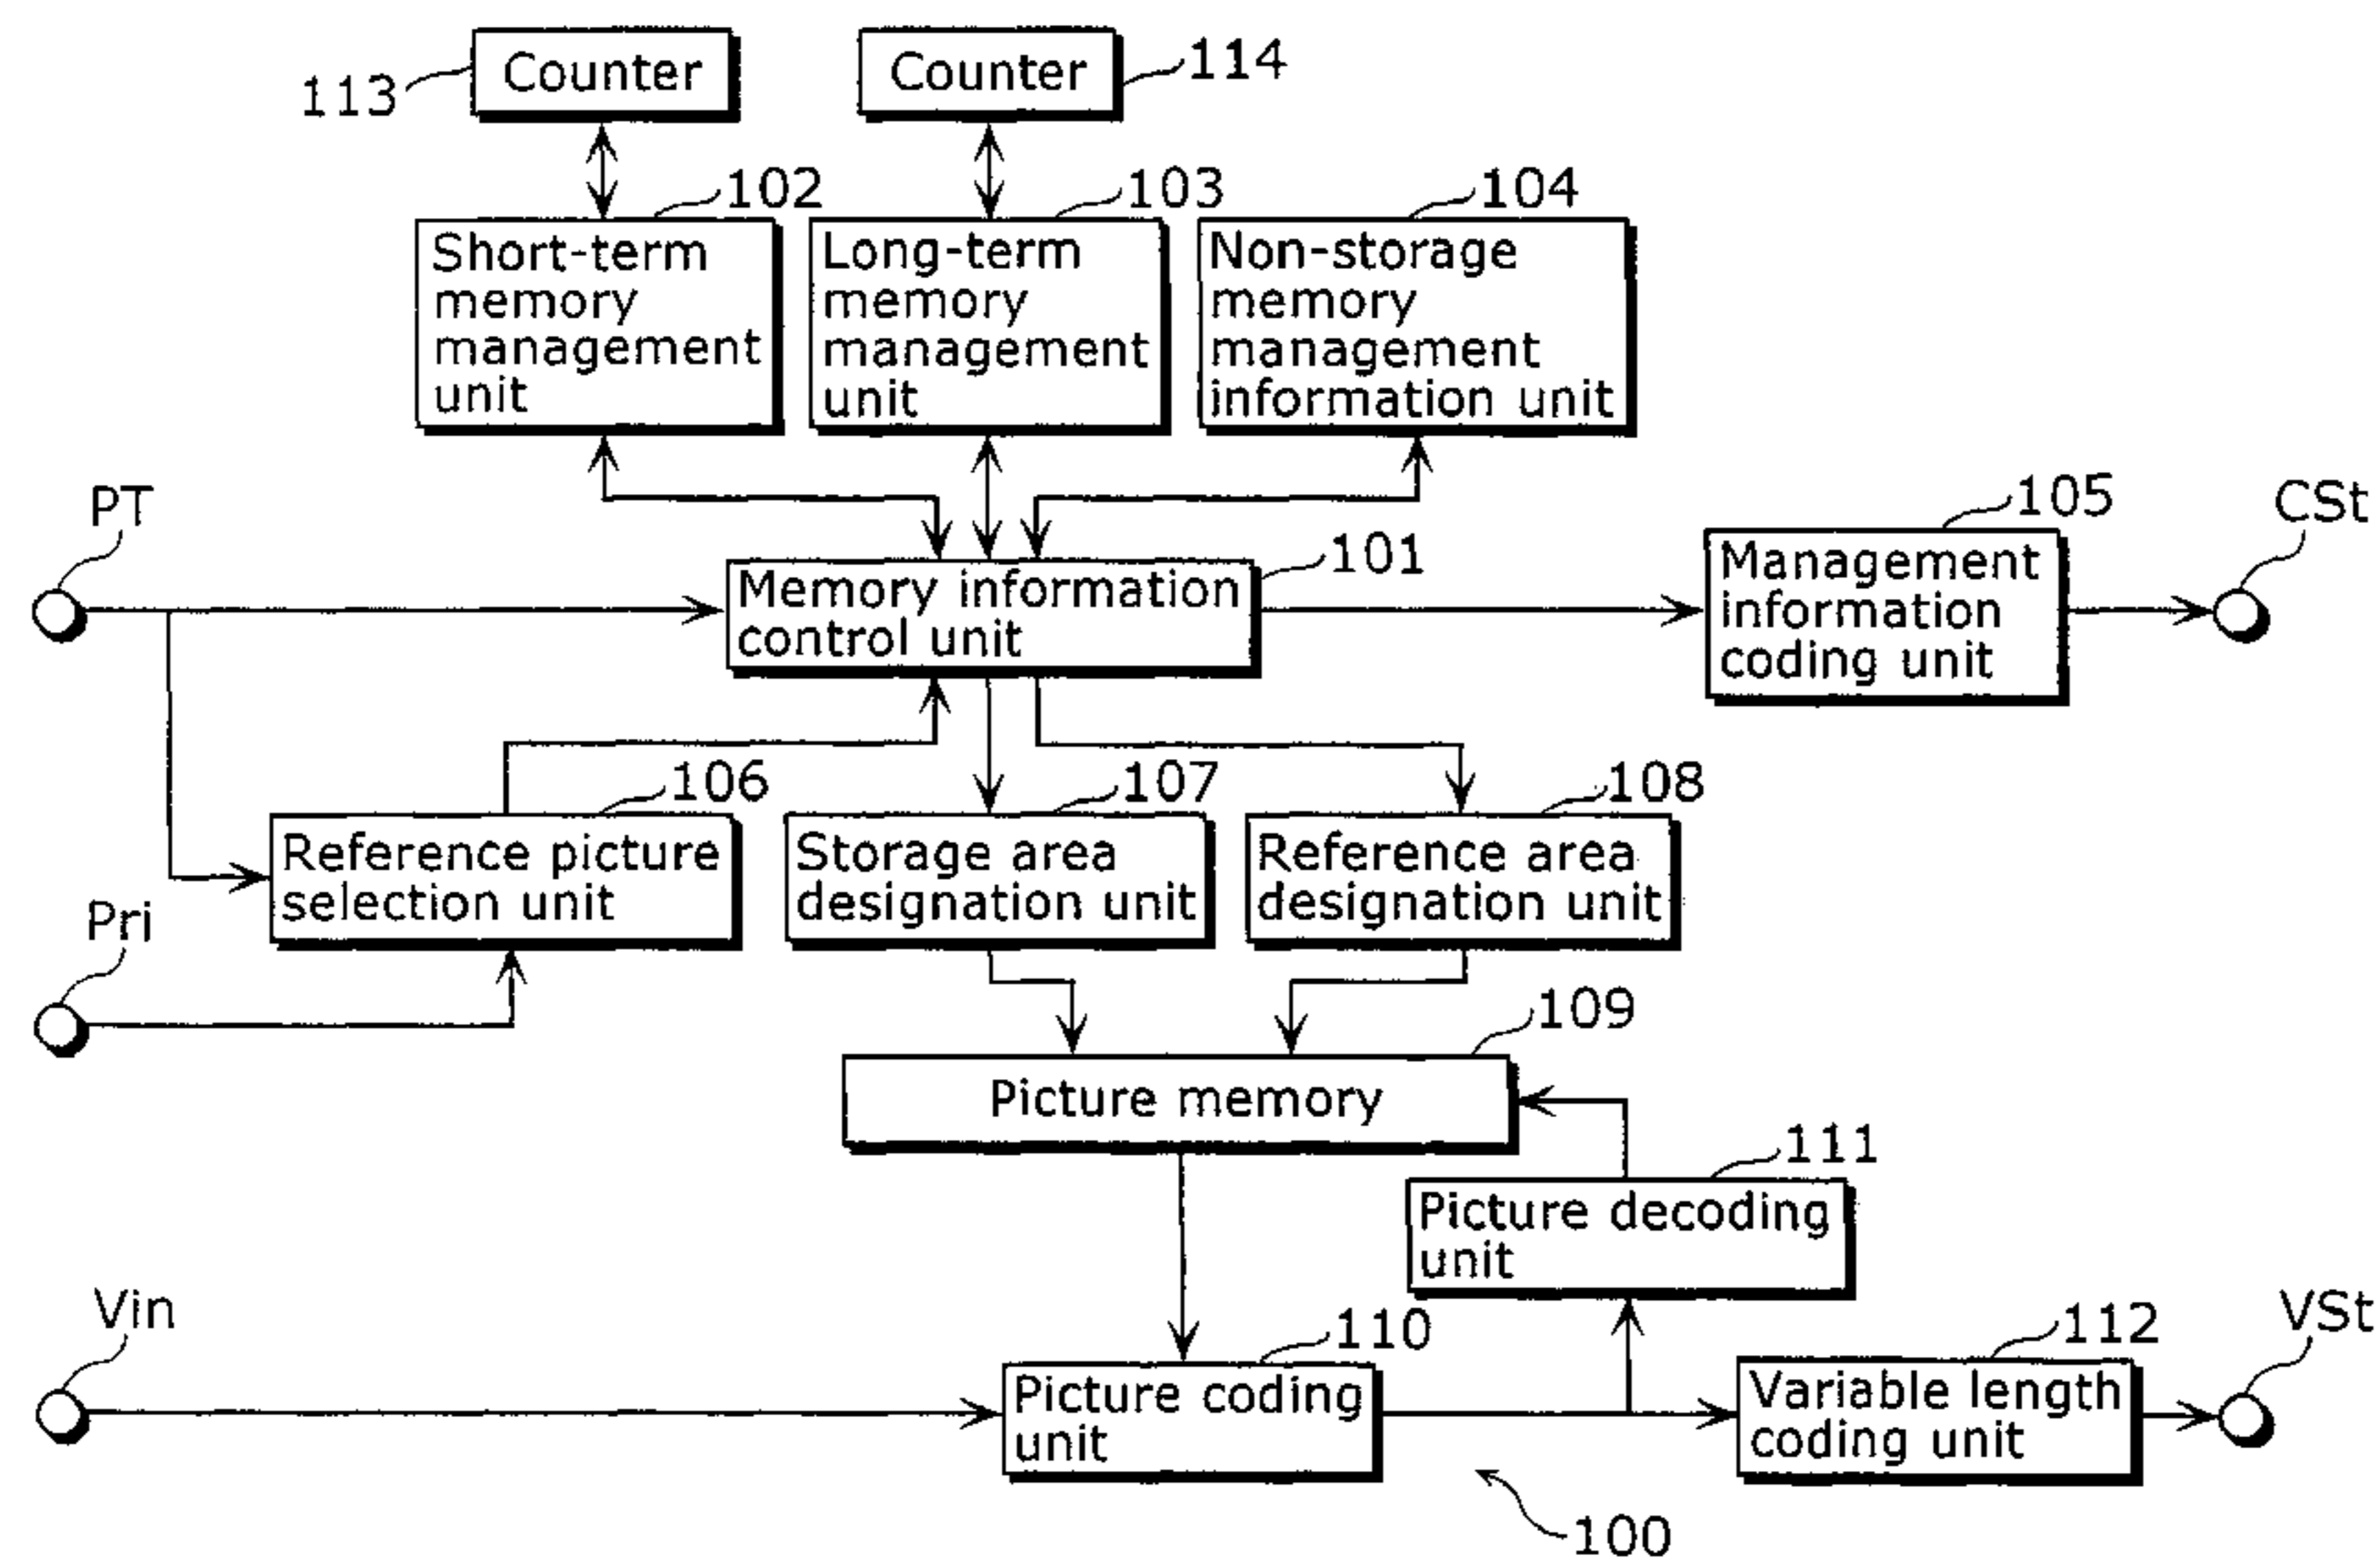 Counter
Counter
113
114
102
103
104
Short-term
memory
management
unit
Long-term
memory
management
unit
Non-storage
memory
management
information unit
PT
105
CSt
101
Memory information
control unit
Management
information
coding unit
106
107
108
Reference picture
selection unit
Storage area
designation unit
Reference area
designation unit
Pri
109
Picture memory
111
Picture decoding
unit
Vin
110
112
VSt
Picture coding
unit
Variable length
coding unit
100